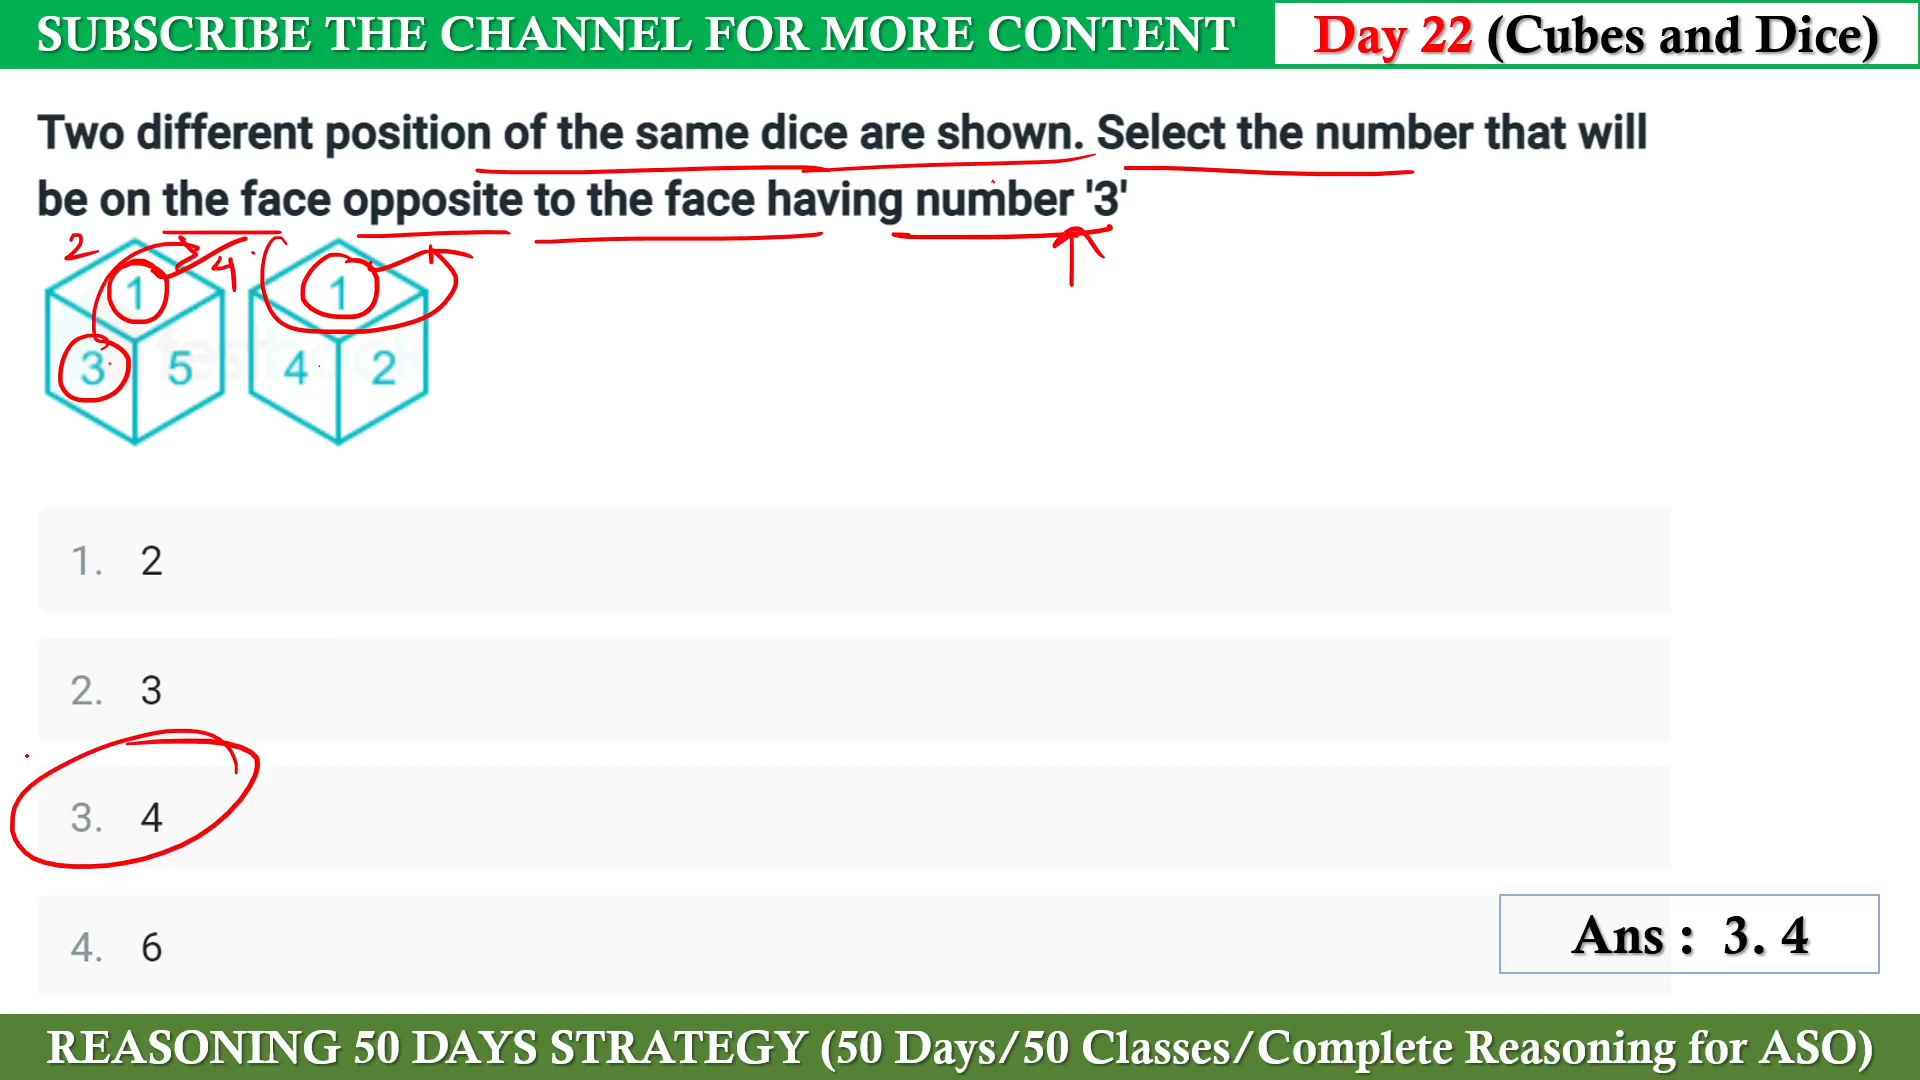 SUBSCRIBE THE CHANNEL FOR MORE CONTENT
Day 22 (Cubes and Dice)
Two different position of the same dice are shown. Select the number that will
be on the face opposite to the face having number '3'
2
4
1
1
3
5
4
2
1. 2
2. 3
3. 4
4. 6
Ans : 3. 4
REASONING 50 DAYS STRATEGY (50 Days/50 Classes/Complete Reasoning for ASO)